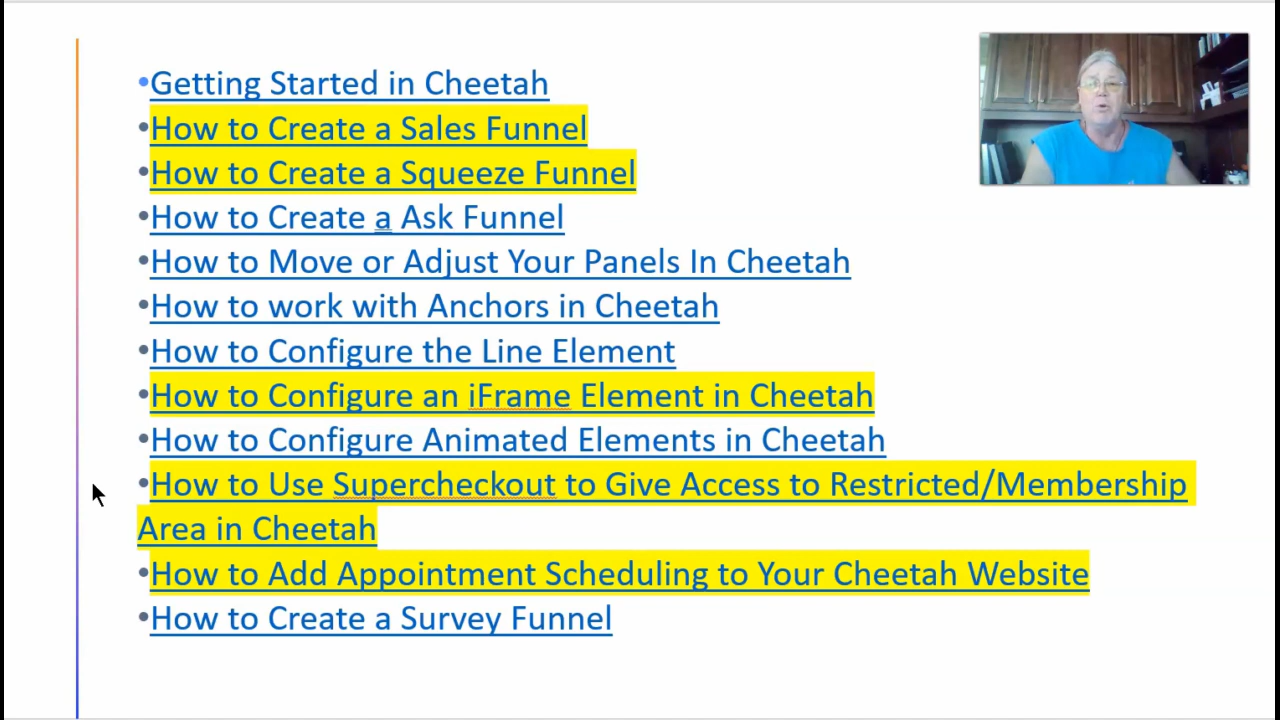 •Getting Started in Cheetah
•How to Create a Sales Funnel
•How to Create a Squeeze Funnel
•How to Create a Ask Funnel
•How to Move or Adjust Your Panels In Cheetah
•How to work with Anchors in Cheetah
•How to Configure the Line Element
•How to Configure an iFrame Element in Cheetah
•How to Configure Animated Elements in Cheetah
•How to Use Supercheckout to Give Access to Restricted/Membership
Area in Cheetah
•How to Add Appointment Scheduling to Your Cheetah Website
•How to Create a Survey Funnel